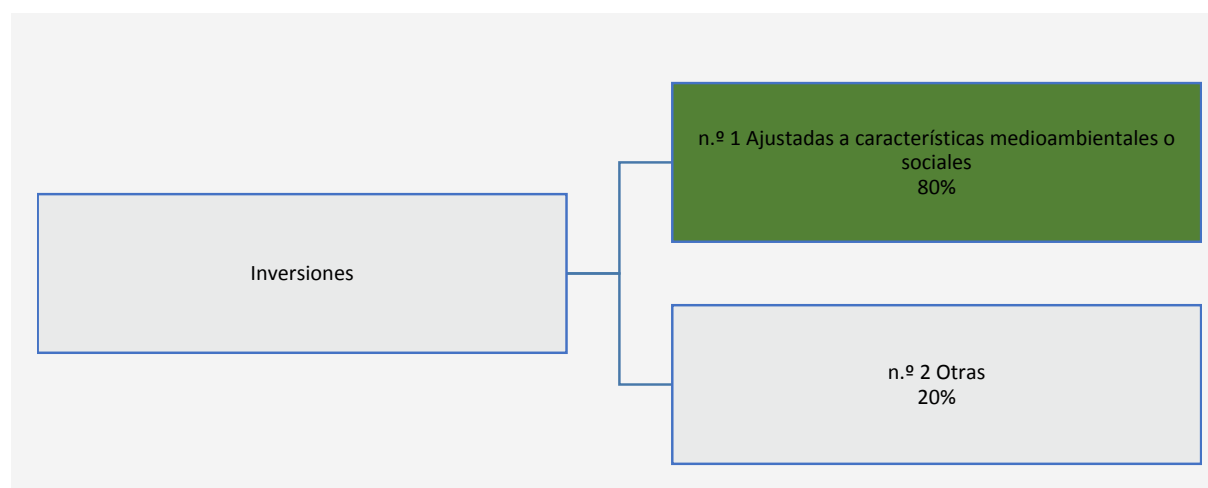 n.º 1 Ajustadas a características medioambientales o
sociales
80%
Inversiones
n.º 2 Otras
20%